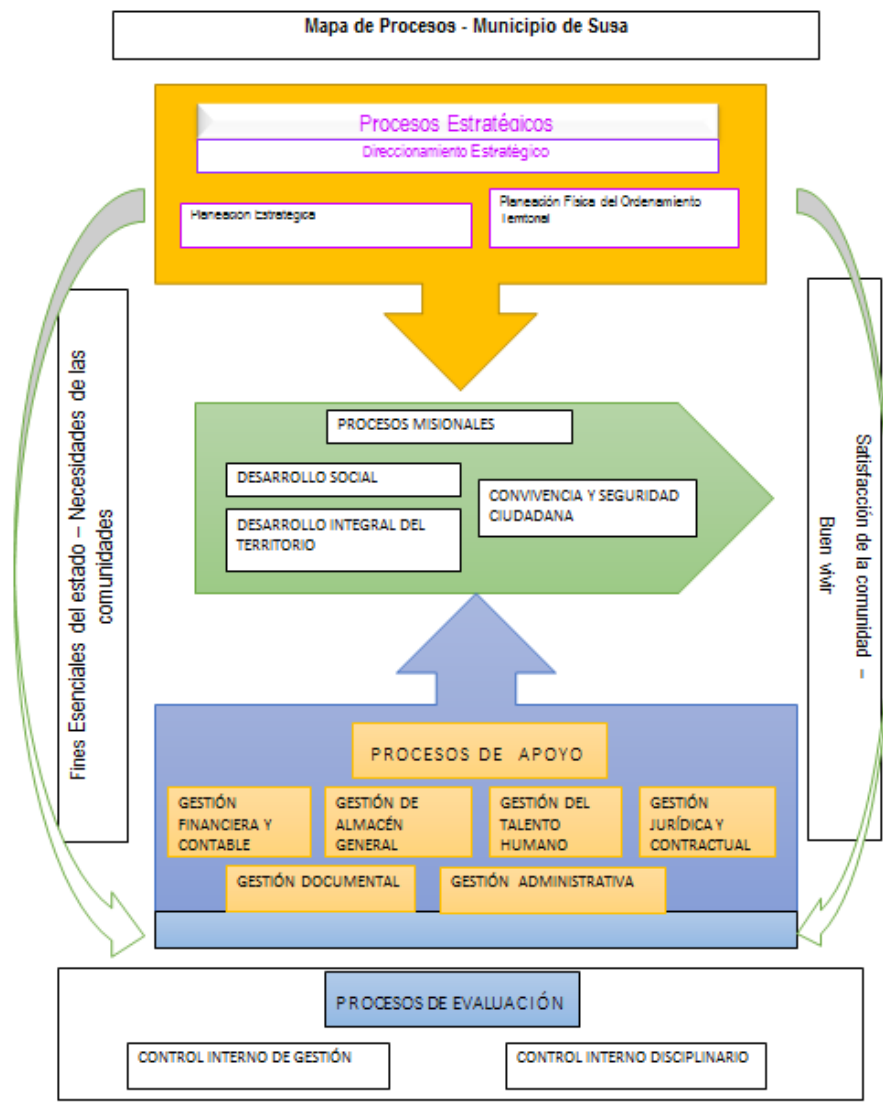 Mapa de Procesos - Municipio de Susa
Procesos Estratégicos
Direccionamiento Estratégico
Planeación Estratégica
Planeación Física del Ordenamiento
Territorial
Fines Esenciales del estado – Necesidades de las
comunidades
PROCESOS MISIONALES
DESARROLLO SOCIAL
DESARROLLO INTEGRAL DEL
TERRITORIO
CONVIVENCIA Y SEGURIDAD
CIUDADANA
Satisfacción de la comunidad –
Buen vivir
PROCESOS DE APOYO
GESTIÓN
FINANCIERA Y
CONTABLE
GESTIÓN DE
ALMACÉN
GENERAL
GESTIÓN DEL
TALENTO
HUMANO
GESTIÓN
JURÍDICA Y
CONTRACTUAL
GESTIÓN DOCUMENTAL
GESTIÓN ADMINISTRATIVA
PROCESOS DE EVALUACIÓN
CONTROL INTERNO DE GESTIÓN
CONTROL INTERNO DISCIPLINARIO